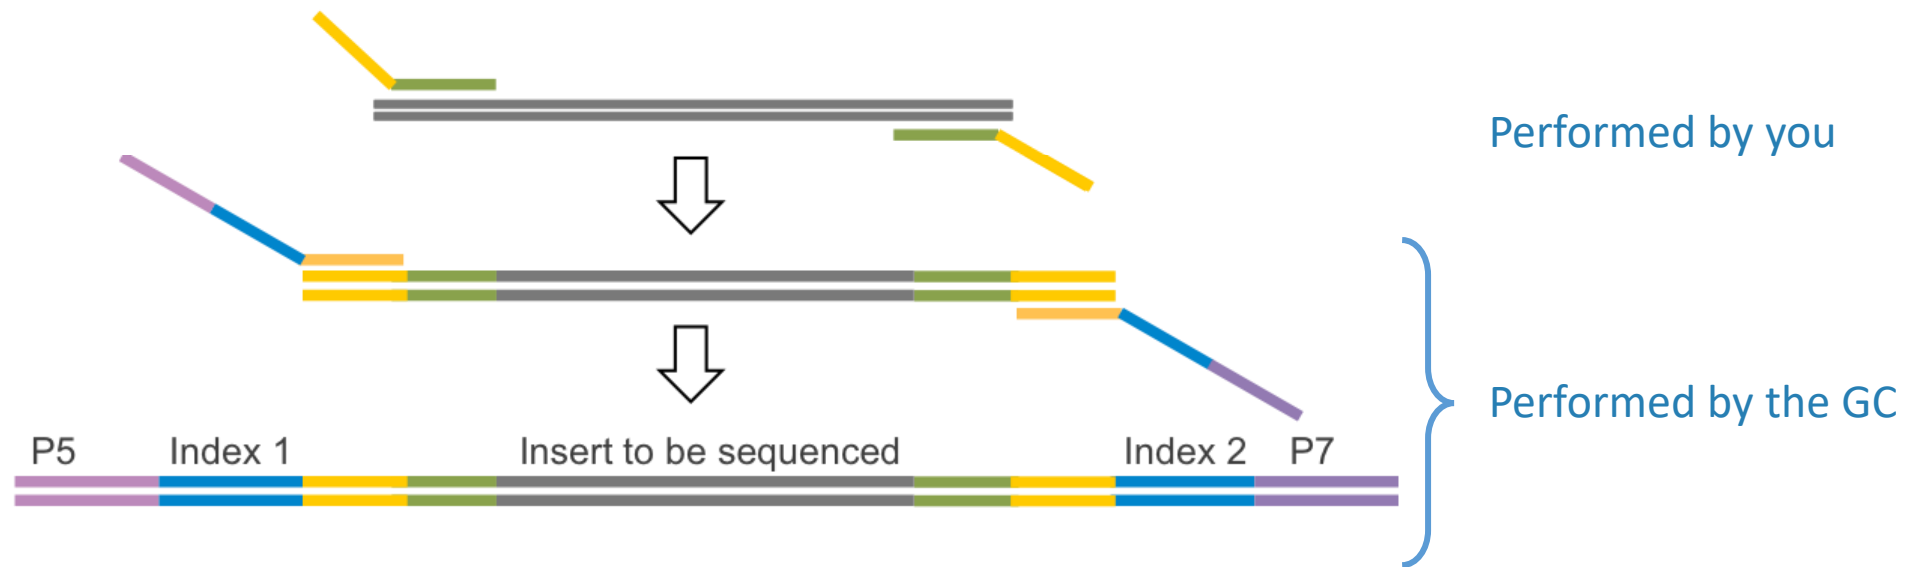 Performed by you
Performed by the GC
P5 Index 1 Insert to be sequenced Index 2 P7